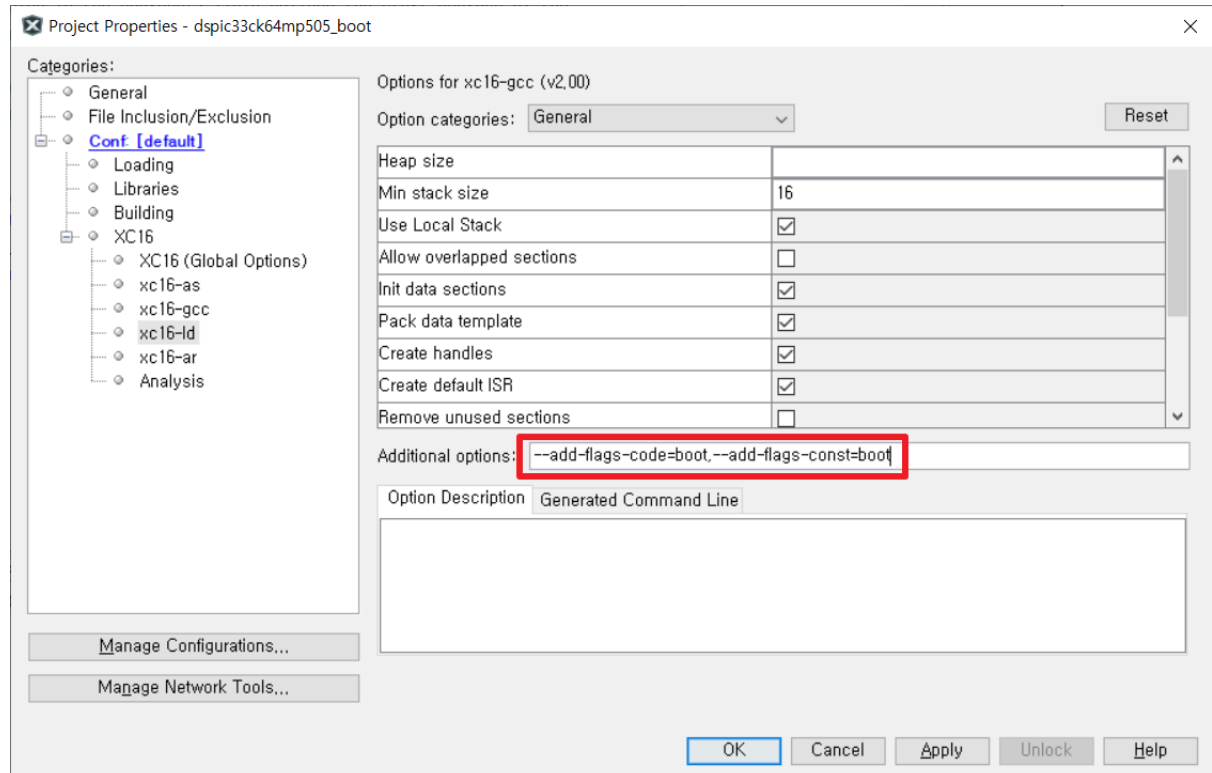 Project Properties - dspic33ck64mp505_boot
Categories:
General
File Inclusion/Exclusion
Conf: [default]
Loading
Libraries
Building
XC16
XC16 (Global Options)
xc16-as
xc16-gcc
xc16-ld
xc16-ar
Analysis
Manage Configurations...
Manage Network Tools...
Options for xc16-gcc (v2.00)
Option categories: General
Reset
Heap size
Min stack size 16
Use Local Stack
Allow overlapped sections
Init data sections
Pack data template
Create handles
Create default ISR
Remove unused sections
Additional options: --add-flags-code=boot,--add-flags-const=boot
Option Description Generated Command Line
OK Cancel Apply Unlock Help